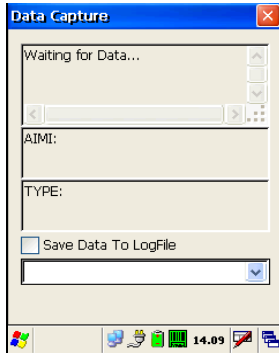 Data Capture
Waiting for Data...
AIMI:
TYPE:
Save Data To LogFile
14.09